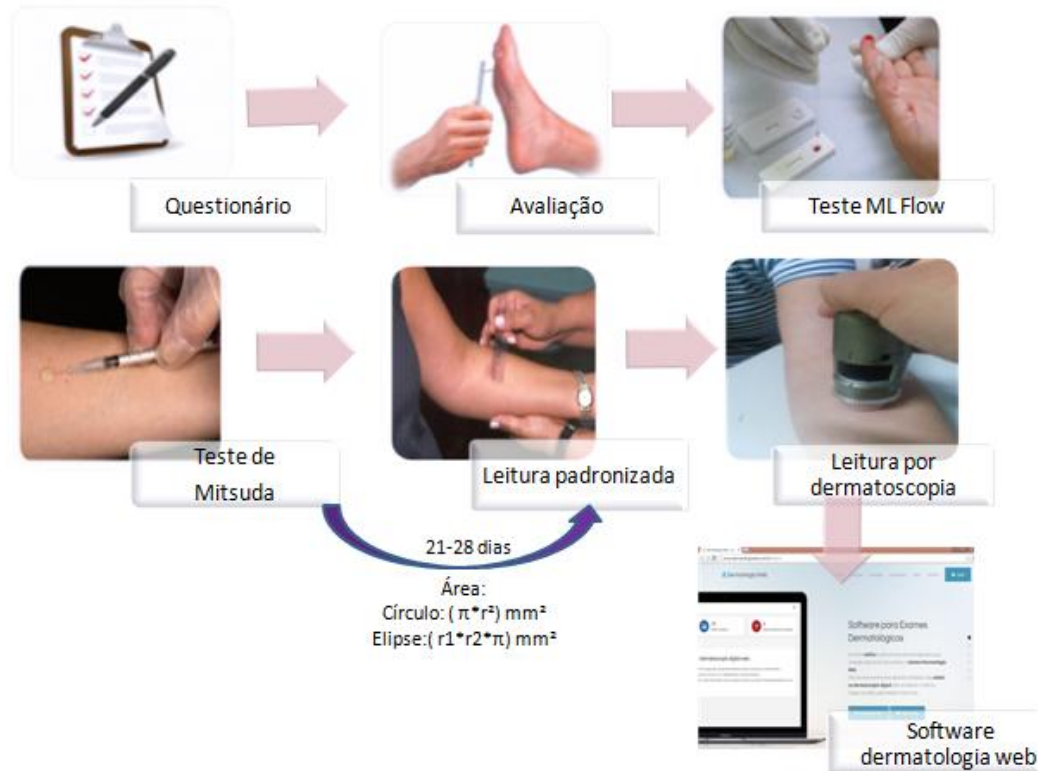 Questionário
Avaliação
Teste ML Flow
Teste de
Mitsuda
Leitura padronizada
Leitura por
dermatoscopia
21-28 dias
Área:
Círculo: ( π*r²) mm²
Elipse:( r1*r2*π) mm²
Software para Exames
Dermatológicos
Software
dermatologia web